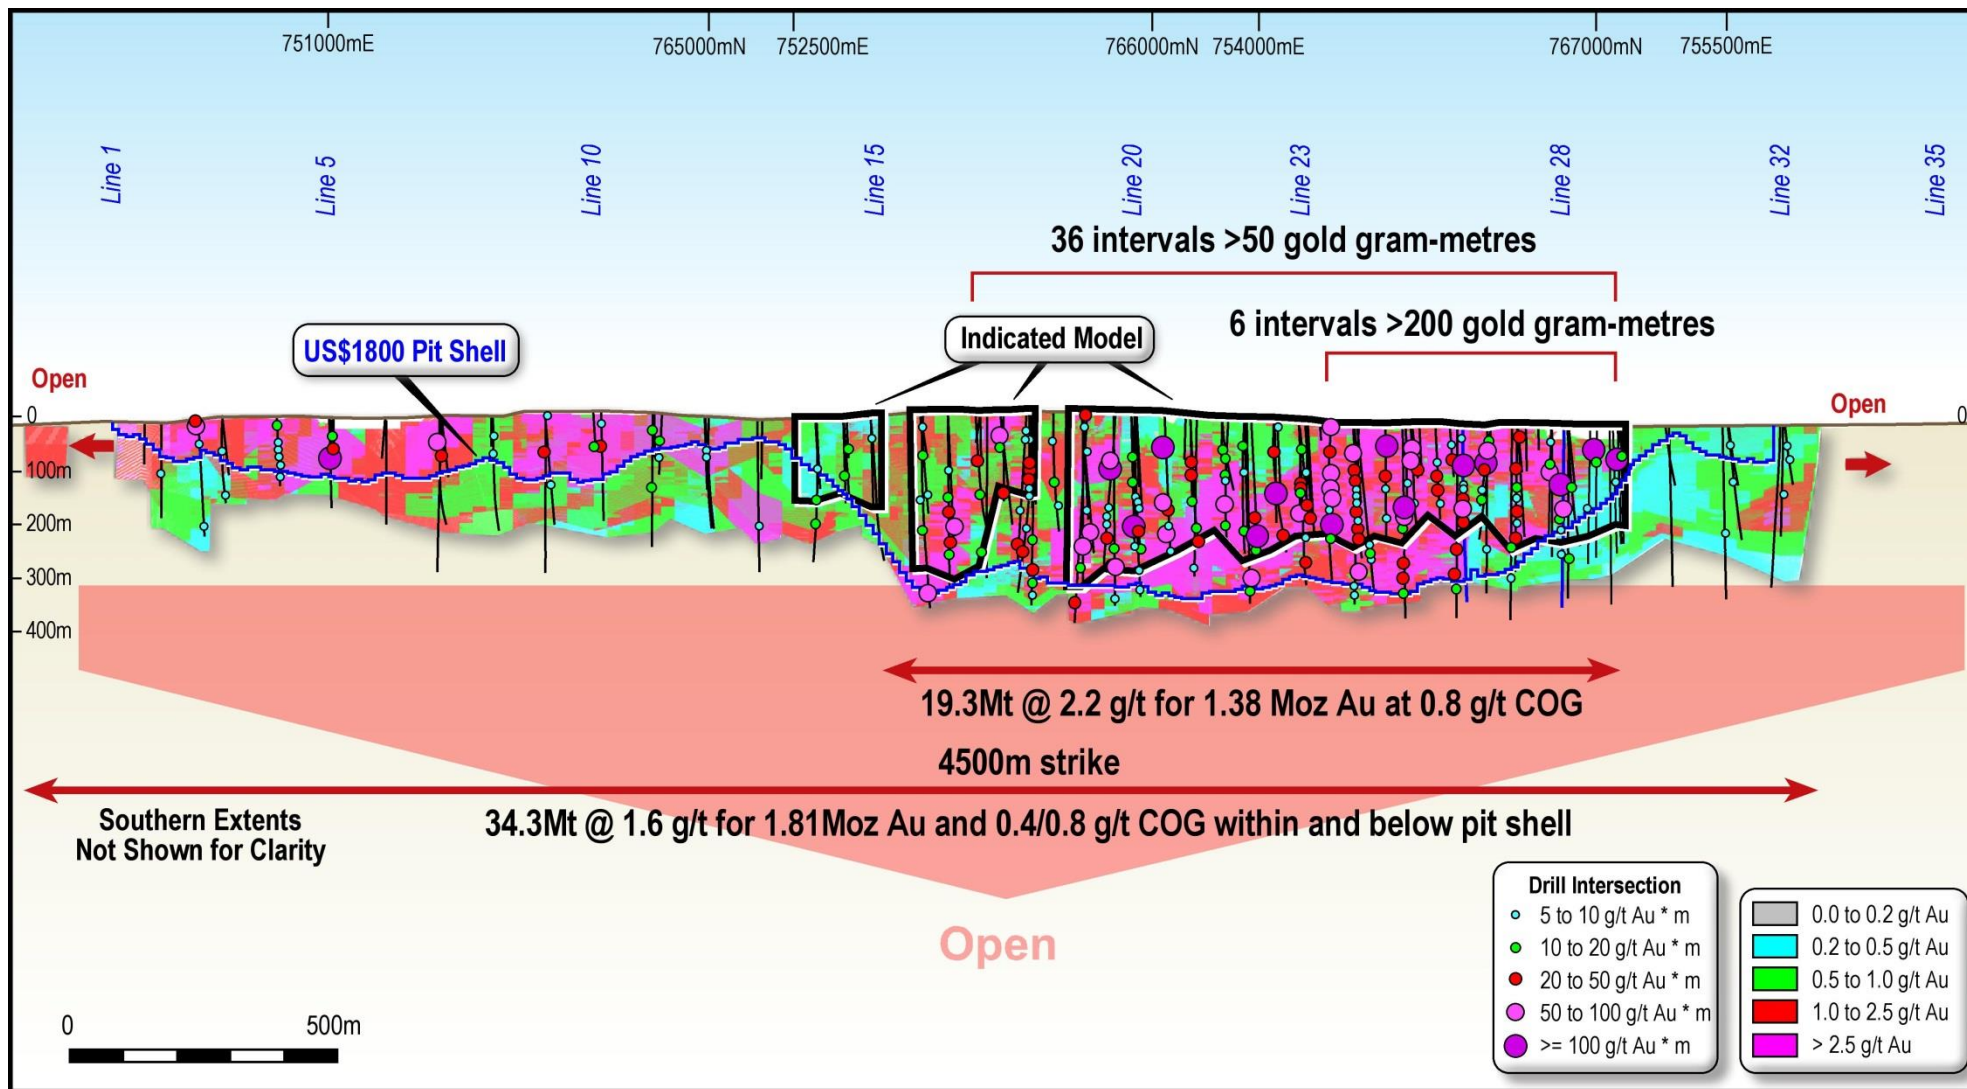 751000mE
765000mN
752500mE
766000mN
754000mE
767000mN
755500mE
Line 1
Line 5
Line 10
Line 15
Line 20
Line 23
Line 28
Line 32
Line 35
36 intervals >50 gold gram-metres
6 intervals >200 gold gram-metres
US$1800 Pit Shell
Indicated Model
Open
Open
0
0
100m
200m
300m
400m
19.3Mt @ 2.2 g/t for 1.38 Moz Au at 0.8 g/t COG
4500m strike
34.3Mt @ 1.6 g/t for 1.81Moz Au and 0.4/0.8 g/t COG within and below pit shell
Southern Extents
Not Shown for Clarity
Open
0
500m
Drill Intersection
5 to 10 g/t Au * m
10 to 20 g/t Au * m
20 to 50 g/t Au * m
50 to 100 g/t Au * m
>= 100 g/t Au * m
0.0 to 0.2 g/t Au
0.2 to 0.5 g/t Au
0.5 to 1.0 g/t Au
1.0 to 2.5 g/t Au
> 2.5 g/t Au